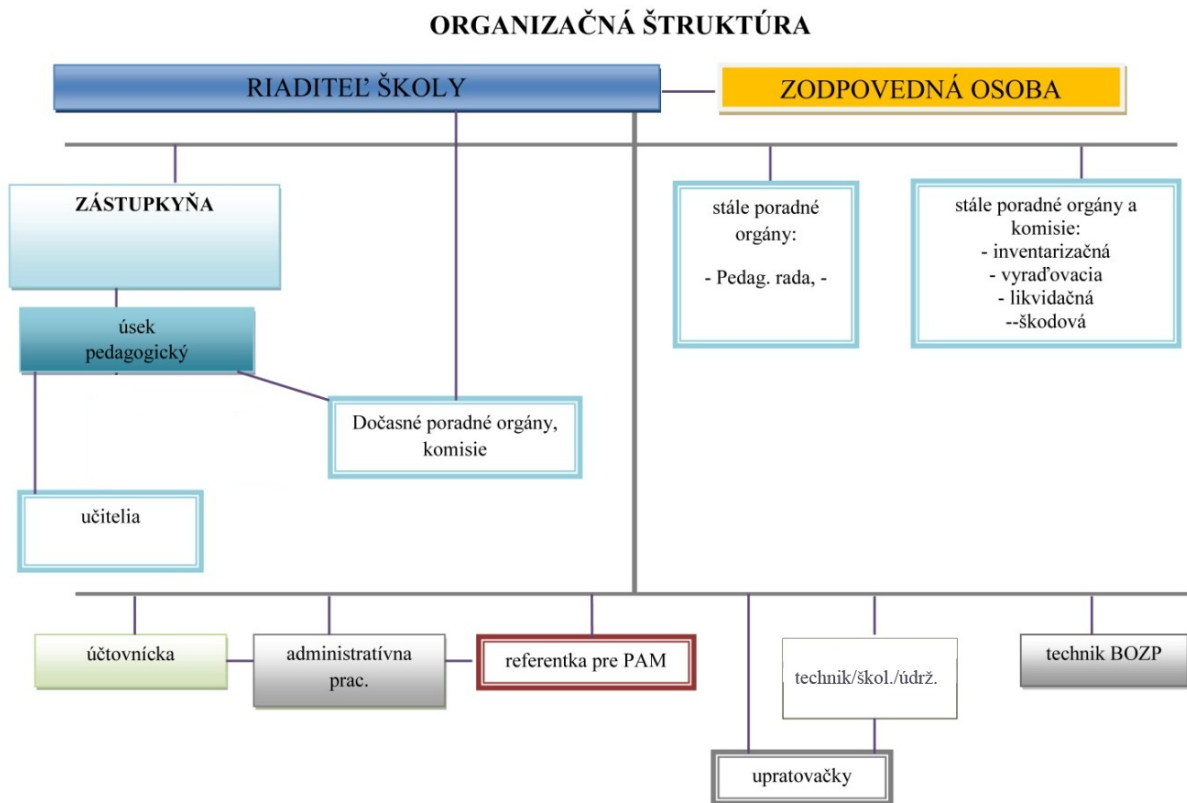 ORGANIZAČNÁ ŠTRUKTÚRA
RIADITEĽ ŠKOLY
ZODPOVEDNÁ OSOBA
ZÁSTUPKYŇA
stále poradné
orgány:
- Pedag. rada, -
stále poradné orgány a
komisie:
- inventarizačná
- vyraďovacia
- likvidačná
--škodová
úsek
pedagogický
Dočasné poradné orgány,
komisie
učitelia
účtovnícka
administratívna
prac.
referentka pre PAM
technik/škol./údrž.
technik BOZP
upratovačky